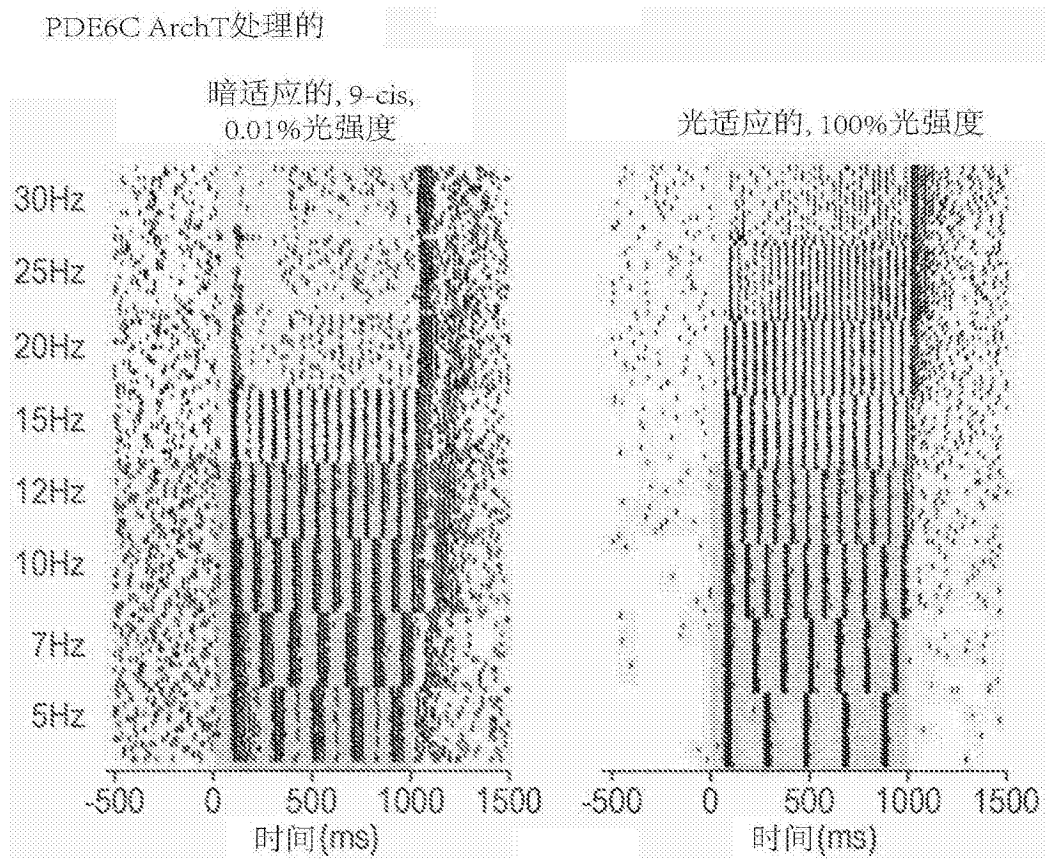 PDE6C ArchT处理的
暗适应的, 9-cis,
0.01%光强度
光适应的, 100%光强度
30Hz
25Hz
20Hz
15Hz
12Hz
10Hz
7Hz
5Hz
-500 0 500 1000 1500
-500 0 500 1000 1500
时间(ms)
时间(ms)